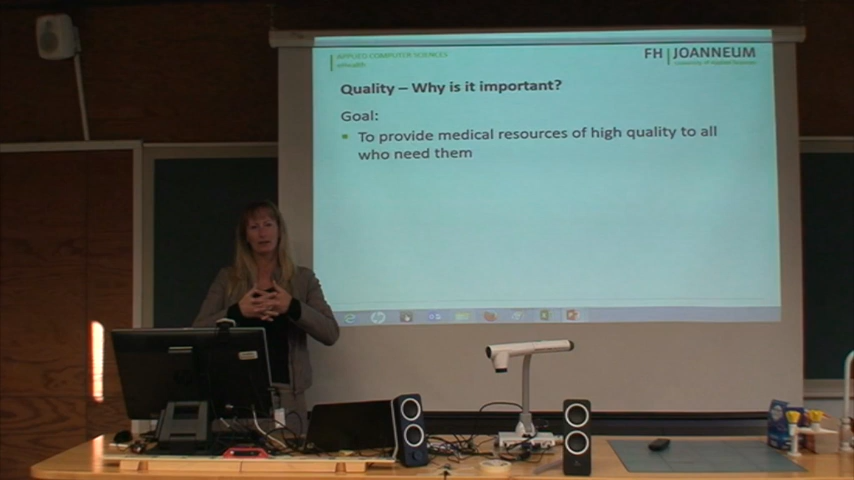 APPLIED COMPUTER SCIENCES
eHealth
FH | JOANNEUM
University of Applied Sciences
Quality – Why is it important?
Goal:
To provide medical resources of high quality to all
who need them